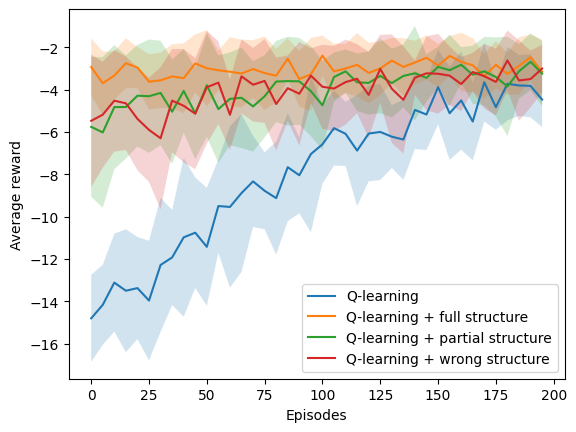 Average reward
−2
−4
−6
−8
−10
−12
−14
−16
0
25
50
75
100
125
150
175
200
Episodes
Q-learning
Q-learning + full structure
Q-learning + partial structure
Q-learning + wrong structure